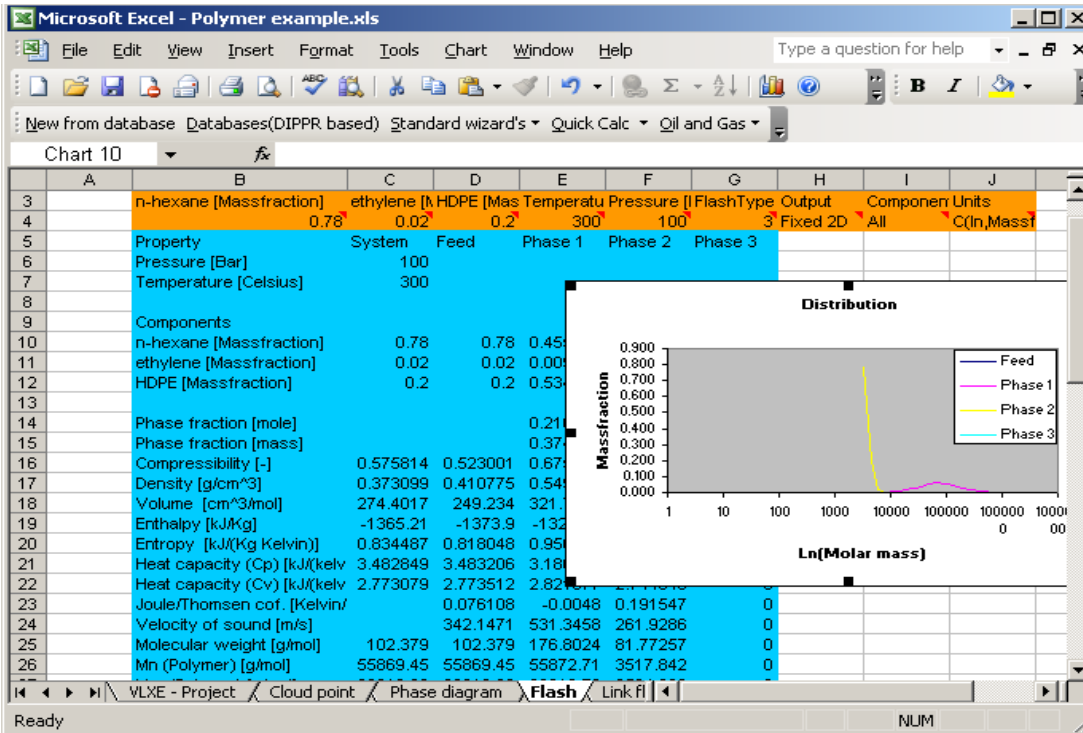 Microsoft Excel - Polymer example.xls
File Edit View Insert Format Tools Chart Window Help Type a question for help
ABC Σ A Z B I
New from database Databases(DIPPR based) Standard wizard's Quick Calc Oil and Gas
Chart 10 fx
A B C D E F G H I J
3 n-hexane [Massfraction] ethylene [M HDPE [Mas Temperatu Pressure [I FlashType Output Componen Units
4 0.78 0.02 0.2 300 100 3 Fixed 2D All C(ln,Massf
5 Property System Feed Phase 1 Phase 2 Phase 3
6 Pressure [Bar] 100
7 Temperature [Celsius] 300
8
9 Components
10 n-hexane [Massfraction] 0.78 0.78
11 ethylene [Massfraction] 0.02 0.02 0.009
12 HDPE [Massfraction] 0.2 0.2 0.534
13
14 Phase fraction [mole]
15 Phase fraction [mass]
16 Compressibility [-] 0.575814 0.523001
17 Density [g/cm^3] 0.373099 0.410775
18 Volume [cm^3/mol] 274.4017 249.234 321.
19 Enthalpy [kJ/Kg] -1365.21 -1373.9 -132
20 Entropy [kJ/(Kg Kelvin)] 0.834487 0.818048
21 Heat capacity (Cp) [kJ/(kelv 3.482849 3.483206
22 Heat capacity (Cv) [kJ/(kelv 2.773079 2.773512
23 Joule/Thomsen cof. [Kelvin/ 0.076108 -0.0048 0.191547 0
24 Velocity of sound [m/s] 342.1471 531.3458 261.9286 0
25 Molecular weight [g/mol] 102.379 102.379 176.8024 81.77257 0
26 Mn (Polymer) [g/mol] 55869.45 55869.45 55872.71 3517.842 0
Distribution
Massfraction
0.900
0.800
0.700
0.600
0.500
0.400
0.300
0.200
0.100
0.000
1 10 100 1000 10000 100000 1000000 1000000
Ln(Molar mass)
Feed
Phase 1
Phase 2
Phase 3
VLXE - Project Cloud point Phase diagram Flash Link fl
Ready NUM